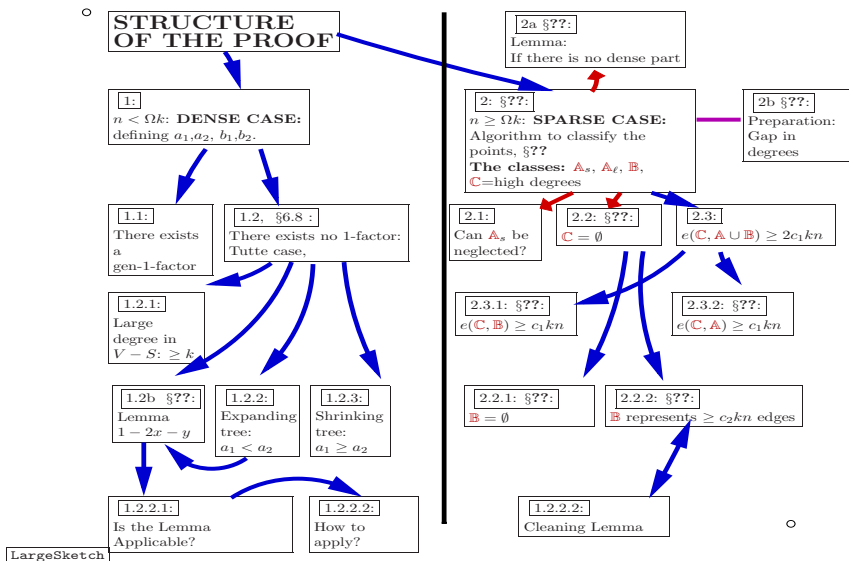 STRUCTURE
OF THE PROOF
1:
n < Ωk: DENSE CASE:
defining a₁,a₂, b₁,b₂.
1.1:
There exists
a
gen-1-factor
1.2, §6.8 :
There exists no 1-factor:
Tutte case,
1.2.1:
Large
degree in
V − S: ≥ k
1.2b §??:
Lemma
1 − 2x − y
1.2.2:
Expanding
tree:
a₁ < a₂
1.2.3:
Shrinking
tree:
a₁ ≥ a₂
1.2.2.1:
Is the Lemma
Applicable?
1.2.2.2:
How to
apply?
LargeSketch
2a §??:
Lemma:
If there is no dense part
2: §??:
n ≥ Ωk: SPARSE CASE:
Algorithm to classify the
points, §??
The classes: 𝔸ₛ, 𝔸_ℓ, 𝔹,
ℂ=high degrees
2b §??:
Preparation:
Gap in
degrees
2.1:
Can 𝔸ₛ be
neglected?
2.2: §??:
ℂ = ∅
2.3:
e(ℂ, 𝔸 ∪ 𝔹) ≥ 2c₁kn
2.3.1: §??:
e(ℂ, 𝔹) ≥ c₁kn
2.3.2: §??:
e(ℂ, 𝔸) ≥ c₁kn
2.2.1: §??:
𝔹 = ∅
2.2.2: §??:
𝔹 represents ≥ c₂kn edges
1.2.2.2:
Cleaning Lemma